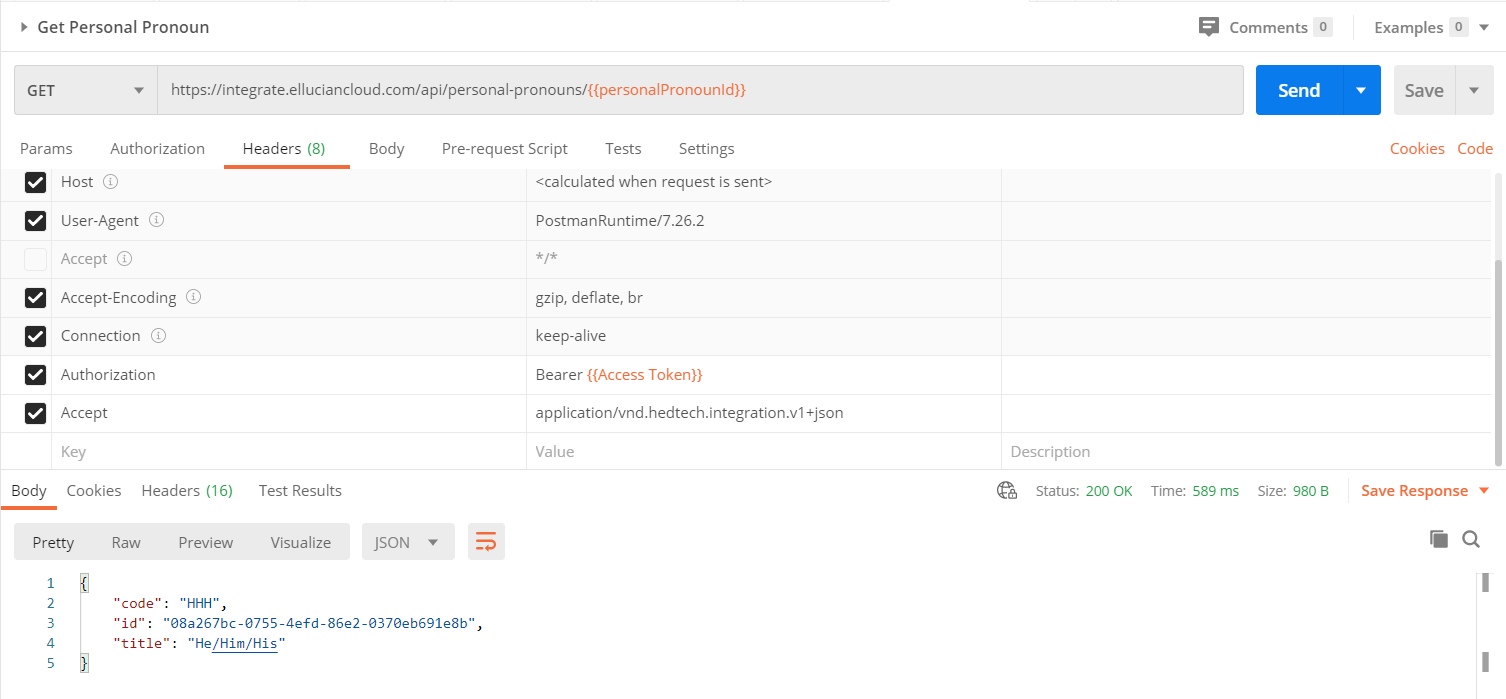 Get Personal Pronoun Comments 0 Examples 0
GET https://integrate.elluciancloud.com/api/personal-pronouns/{{personalPronounId}} Send Save
Params Authorization Headers (8) Body Pre-request Script Tests Settings Cookies Code
Host <calculated when request is sent>
User-Agent PostmanRuntime/7.26.2
Accept */*
Accept-Encoding gzip, deflate, br
Connection keep-alive
Authorization Bearer {{Access Token}}
Accept application/vnd.hedtech.integration.v1+json
Key Value Description
Body Cookies Headers (16) Test Results Status: 200 OK Time: 589 ms Size: 980 B Save Response
Pretty Raw Preview Visualize JSON
1 {
2 "code": "HHH",
3 "id": "08a267bc-0755-4efd-86e2-0370eb691e8b",
4 "title": "He/Him/His"
5 }